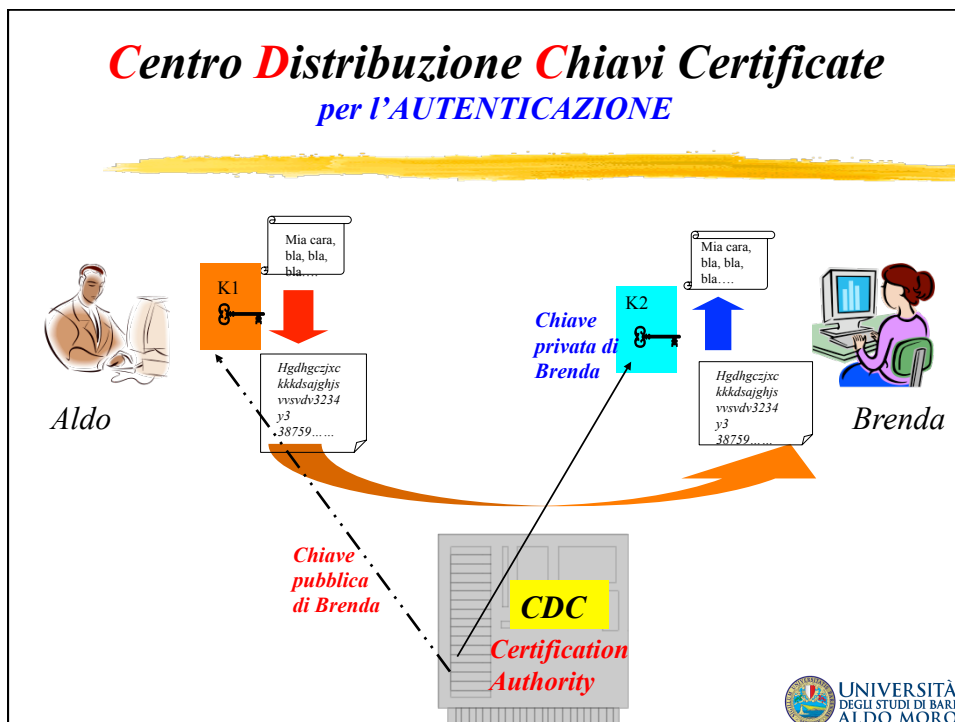 Centro Distribuzione Chiavi Certificate
per l'AUTENTICAZIONE
Mia cara,
bla, bla,
bla….
K1
Hgdhgczjxc
kkkdsajghjs
vvsvdv3234
y3
38759……
Aldo
Mia cara,
bla, bla,
bla….
K2
Chiave
privata di
Brenda
Hgdhgczjxc
kkkdsajghjs
vvsvdv3234
y3
38759……
Brenda
Chiave
pubblica
di Brenda
CDC
Certification
Authority
UNIVERSITÀ
DEGLI STUDI DI BARI
ALDO MORO